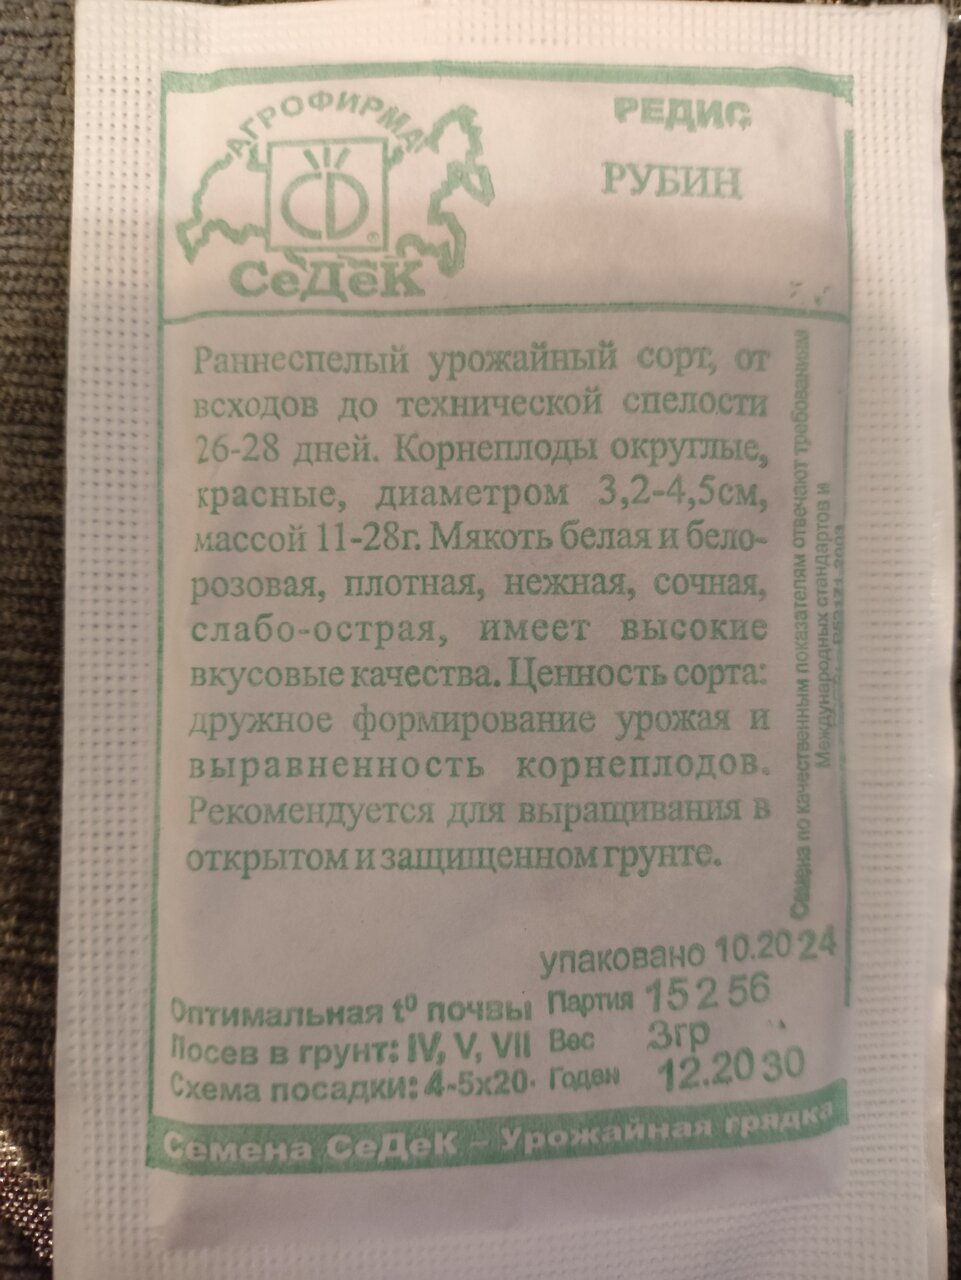 АГРОФИРМА
СеДеК
РЕДИС
РУБИН
Раннеспелый урожайный сорт, от
всходов до технической спелости
26-28 дней. Корнеплоды округлые,
красные, диаметром 3,2-4,5см,
массой 11-28г. Мякоть белая и бело-
розовая, плотная, нежная, сочная,
слабо-острая, имеет высокие
вкусовые качества. Ценность сорта:
дружное формирование урожая и
выравненность корнеплодов.
Рекомендуется для выращивания в
открытом и защищенном грунте.
Семена по качественным показателям отвечают требованиям
Международных стандартов и
упаковано 10.2024
Оптимальная t⁰ почвы Партия 15256
Посев в грунт: IV, V, VII Вес 3гр
Схема посадки: 4-5x20. Годен 12.2030
Семена СеДеК – Урожайная грядка